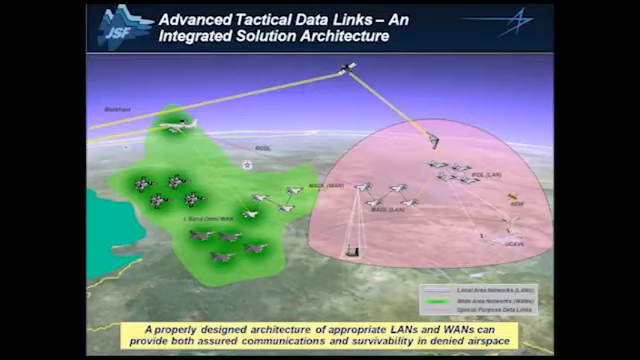 JSF
Advanced Tactical Data Links – An
Integrated Solution Architecture
MADL (WAN)
IFDL (LAN)
MADL (LAN)
L Band Omni WAN
UCAVs
Local Area Networks (LANs)
Wide Area Networks (WANs)
Special Purpose Data Links
A properly designed architecture of appropriate LANs and WANs can
provide both assured communications and survivability in denied airspace